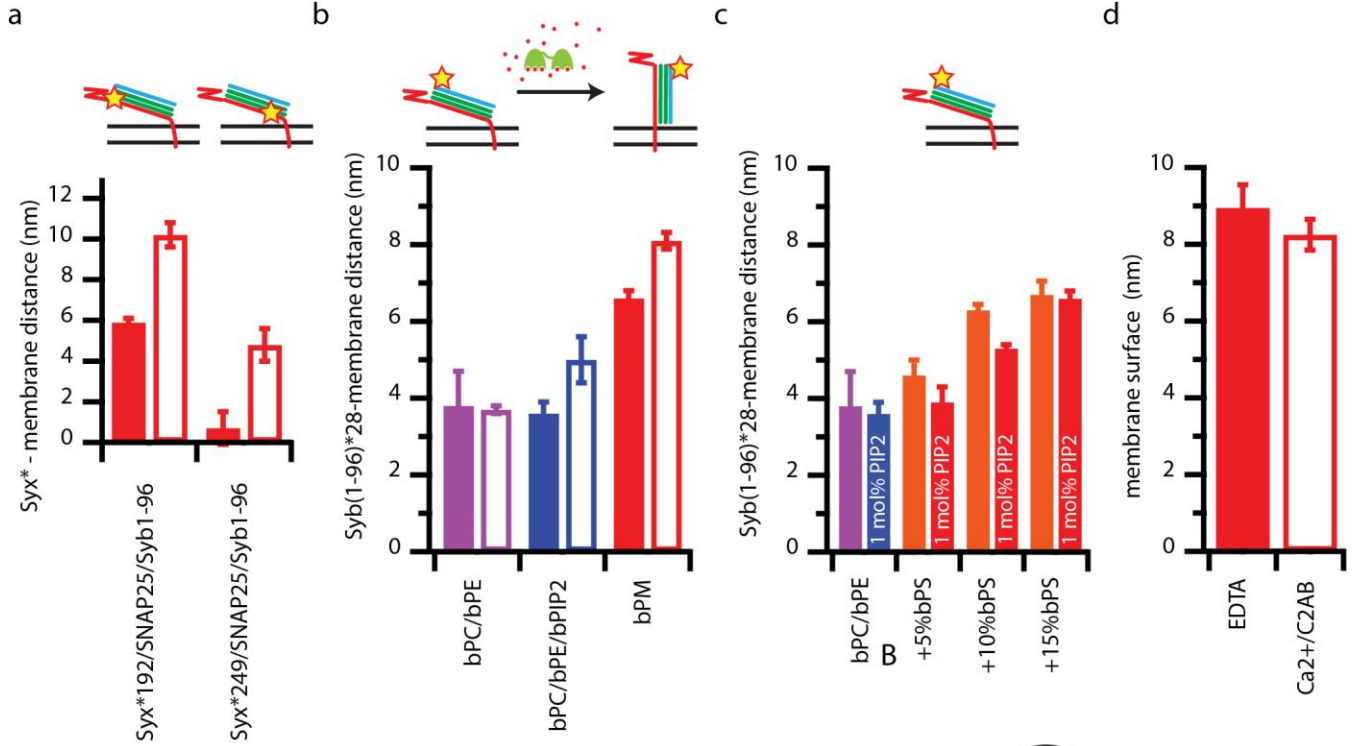 a
b
c
d
Syx* - membrane distance (nm)
12
10
8
6
4
2
0
Syx*192/SNAP25/Syb1-96
Syx*249/SNAP25/Syb1-96
Syb(1-96)*28-membrane distance (nm)
10
8
6
4
2
0
bPC/bPE
bPC/bPE/bPIP2
bPM
Syb(1-96)*28-membrane distance (nm)
10
8
6
4
2
0
1 mol% PIP2
1 mol% PIP2
1 mol% PIP2
1 mol% PIP2
bPC/bPE
B
+5%bPS
+10%bPS
+15%bPS
membrane surface (nm)
10
8
6
4
2
0
EDTA
Ca2+/C2AB